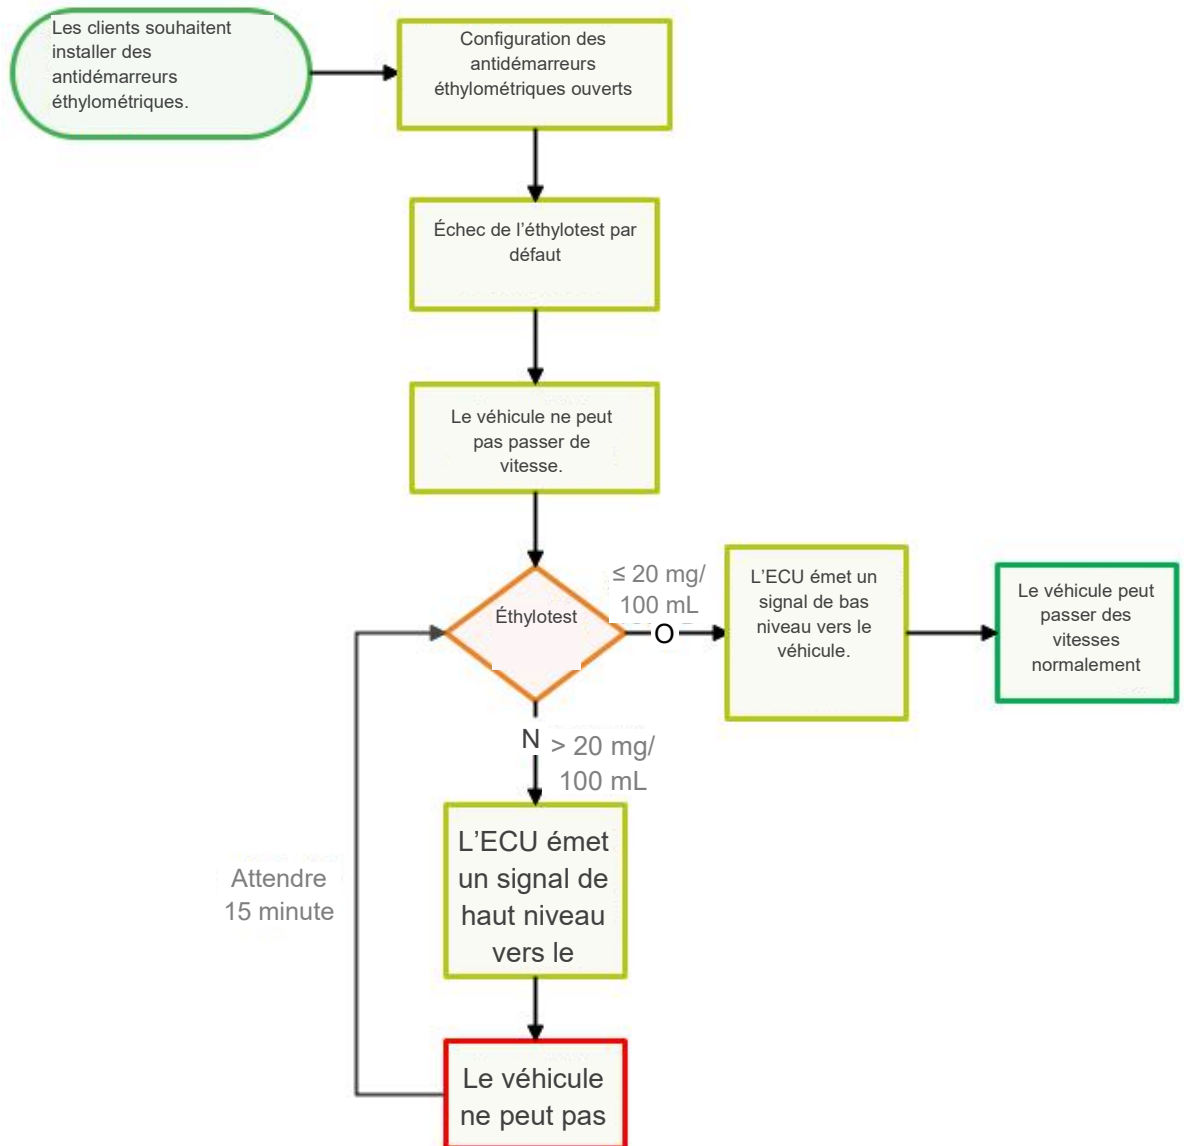 Les clients souhaitent
installer des
antidémarreurs
éthylométriques.
Configuration des
antidémarreurs
éthylométriques ouverts
Échec de l’éthylotest par
défaut
Le véhicule ne peut
pas passer de
vitesse.
Éthylotest
≤ 20 mg/
100 mL
O
L’ECU émet un
signal de bas
niveau vers le
véhicule.
Le véhicule peut
passer des
vitesses
normalement
N
> 20 mg/
100 mL
L’ECU émet
un signal de
haut niveau
vers le
Attendre
15 minute
Le véhicule
ne peut pas